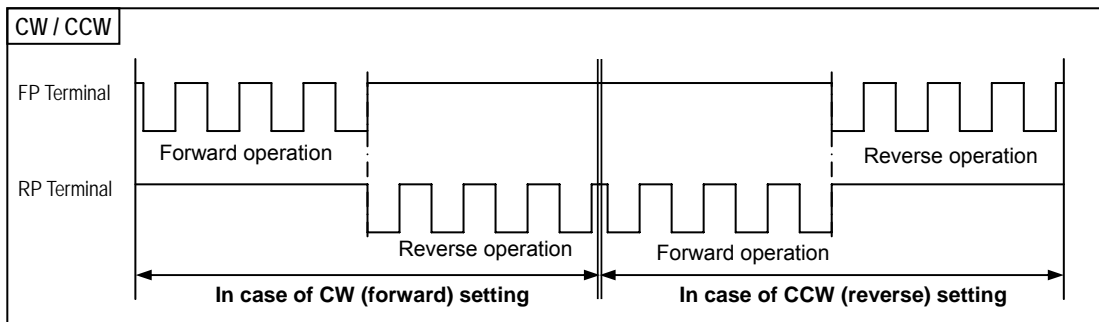 CW / CCW
FP Terminal
Forward operation
Reverse operation
RP Terminal
Reverse operation
Forward operation
In case of CW (forward) setting
In case of CCW (reverse) setting